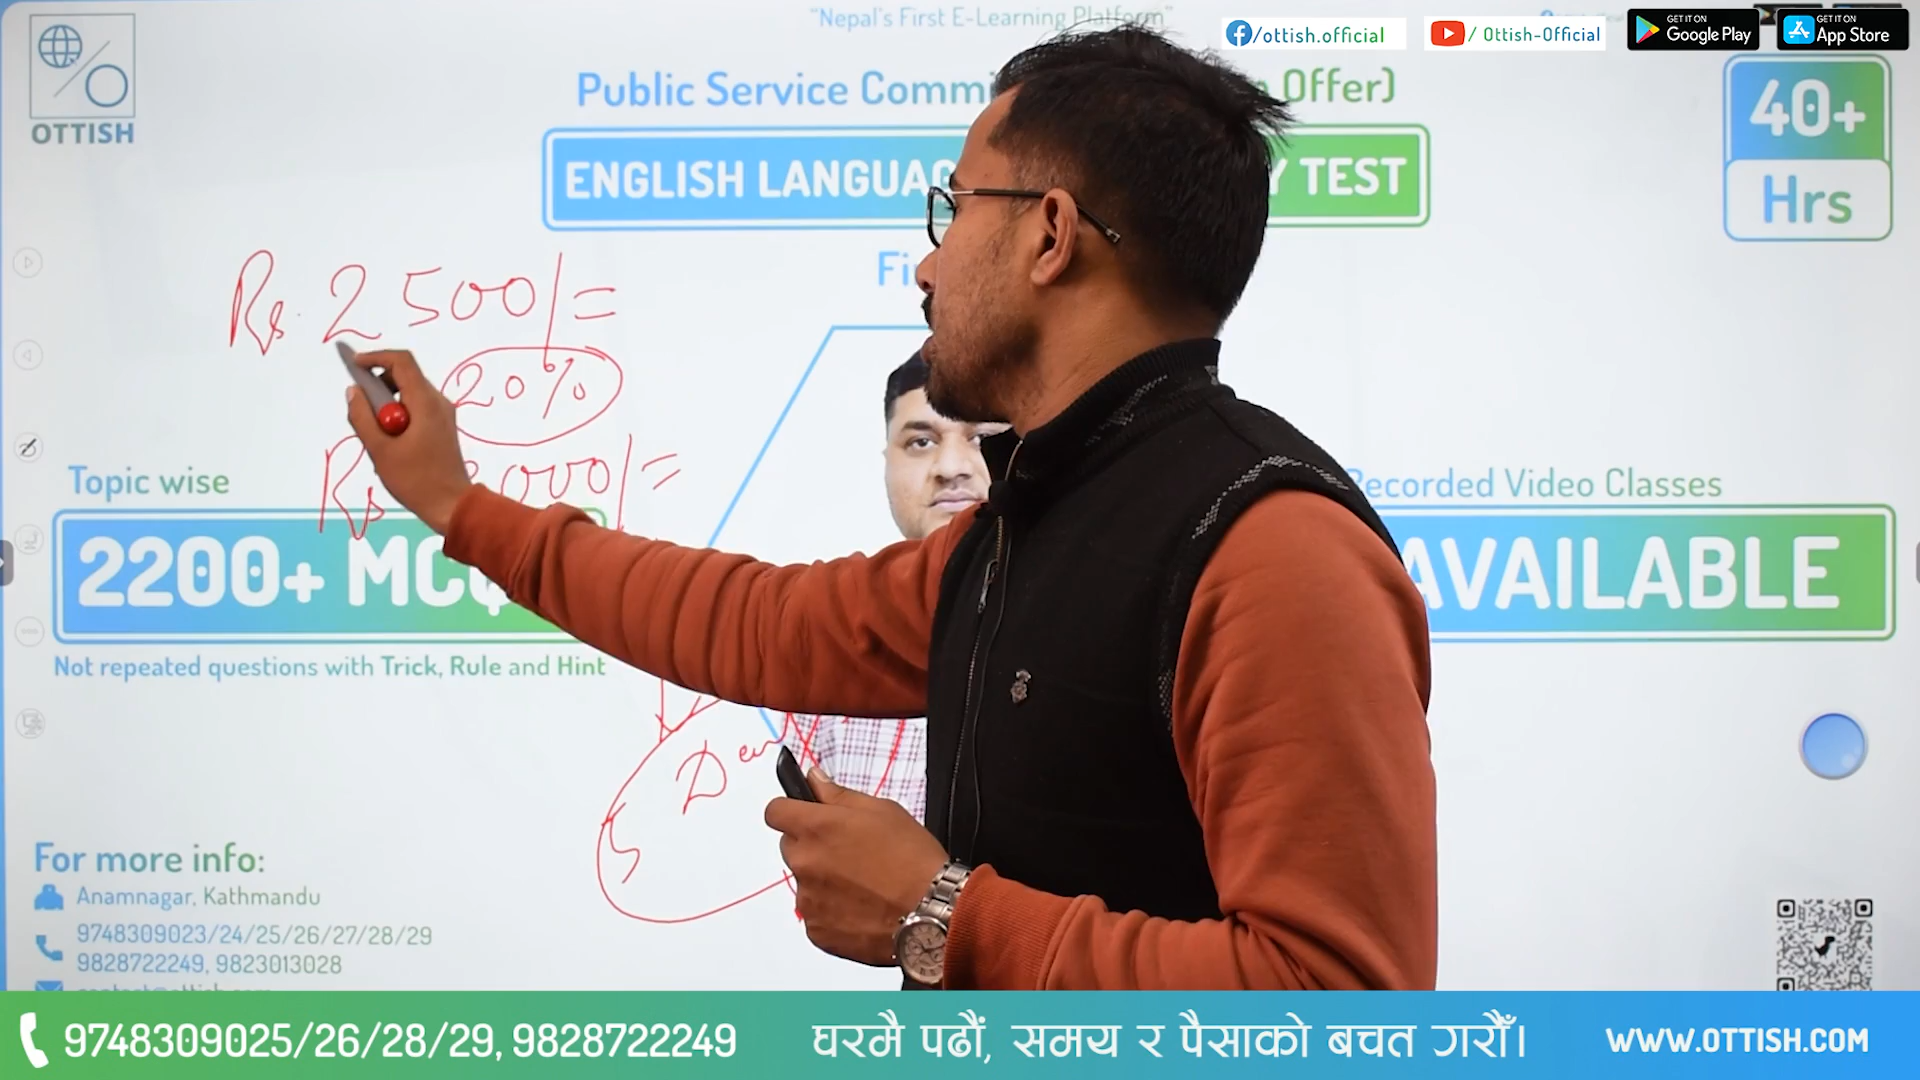 "Nepal's First E-Learning Platform"
/ottish.official
/ Ottish-Official
GET IT ON
Google Play
GET IT ON
App Store
OTTISH
Public Service Offer)
ENGLISH TEST
40+
Hrs
Rs. 2500/=
20%
Rs 000/=
Topic wise
2200+
Not repeated questions with Trick, Rule and Hint
Recorded Video Classes
AVAILABLE
For more info:
Anamnagar, Kathmandu
9748309023/24/25/26/27/28/29
9828722249, 9823013028
9748309025/26/28/29, 9828722249
घरमै पढौं, समय र पैसाको बचत गरौँ।
WWW.OTTISH.COM